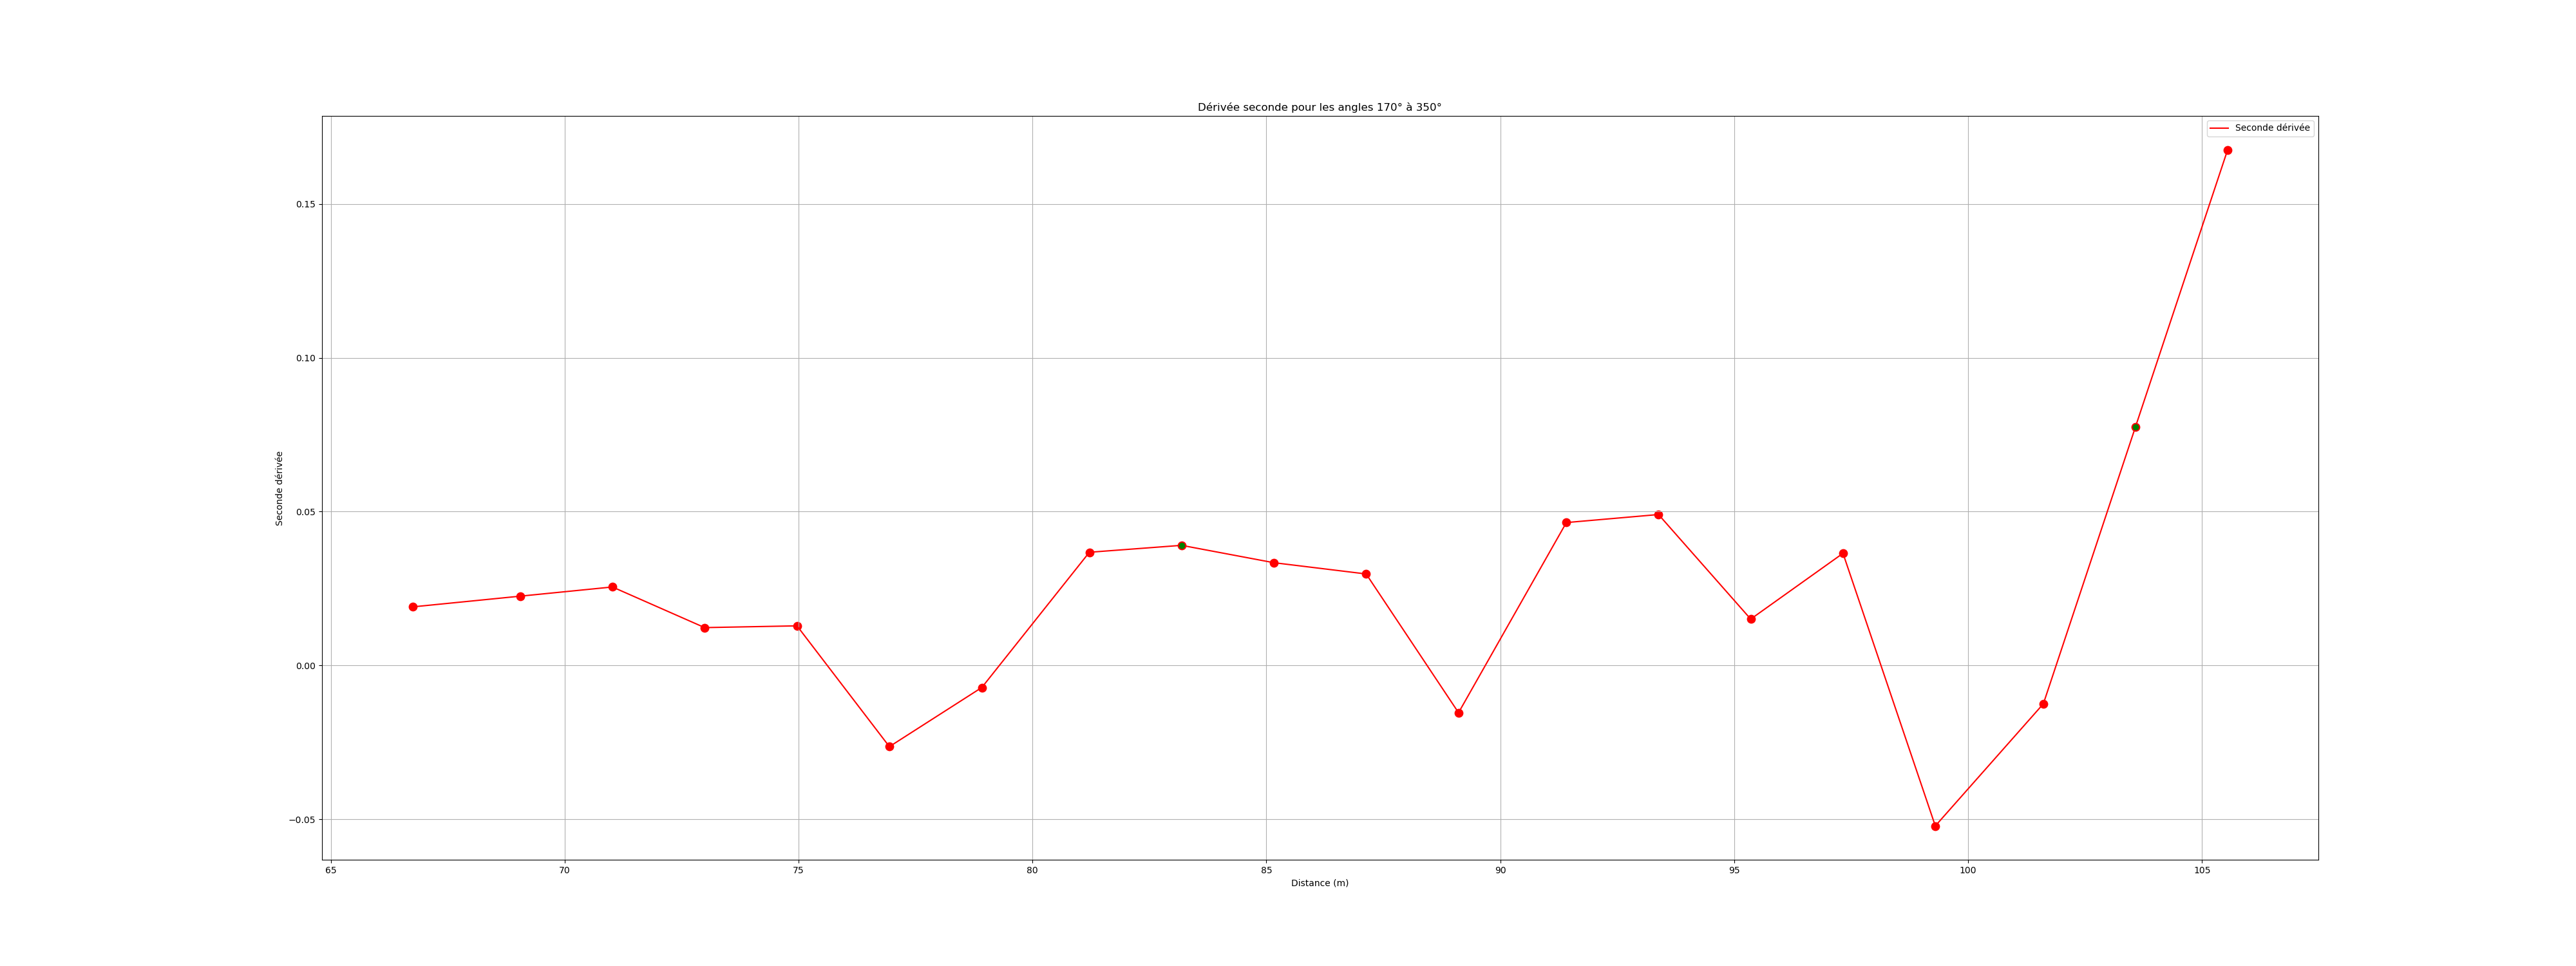 Dérivée seconde pour les angles 170° à 350°
Seconde dérivée
0.15
0.10
0.05
0.00
−0.05
Seconde dérivée
65 70 75 80 85 90 95 100 105
Distance (m)